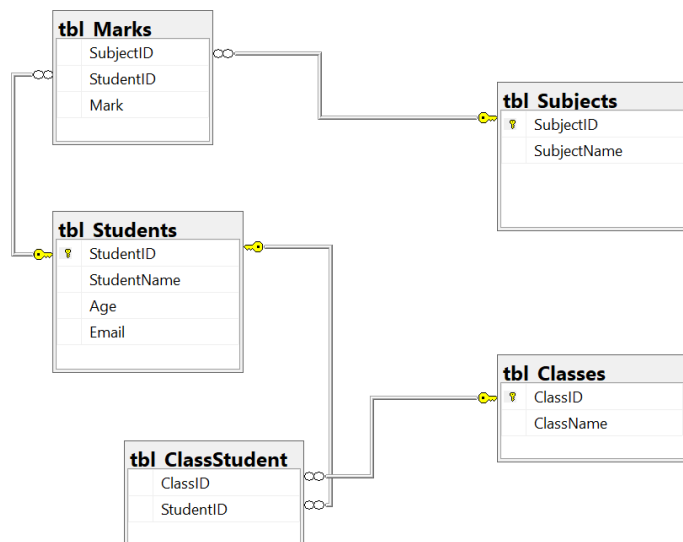 tbl_Marks
SubjectID
StudentID
Mark
tbl_Subjects
SubjectID
SubjectName
tbl_Students
StudentID
StudentName
Age
Email
tbl_Classes
ClassID
ClassName
tbl_ClassStudent
ClassID
StudentID